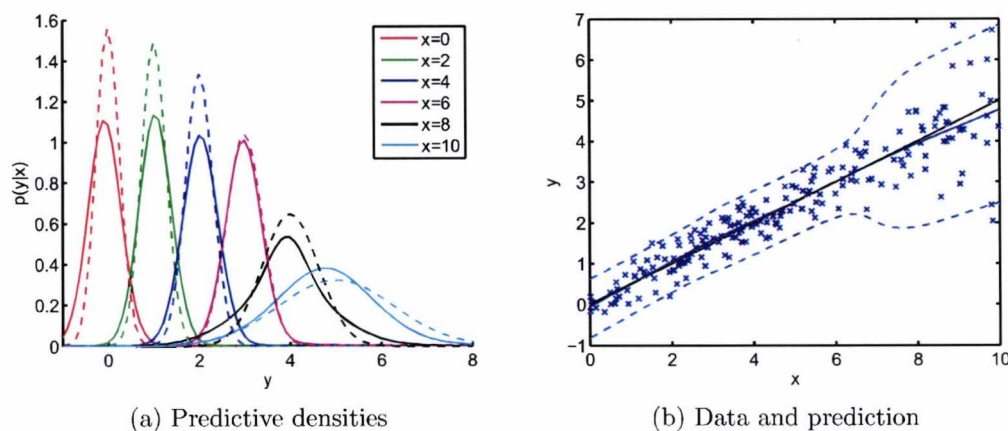 1.6
1.4
1.2
1
0.8
0.6
0.4
0.2
0
p(y|x)
0 2 4 6 8
y
x=0
x=2
x=4
x=6
x=8
x=10
(a) Predictive densities
7
6
5
4
3
2
1
0
−1
y
0 2 4 6 8 10
x
(b) Data and prediction